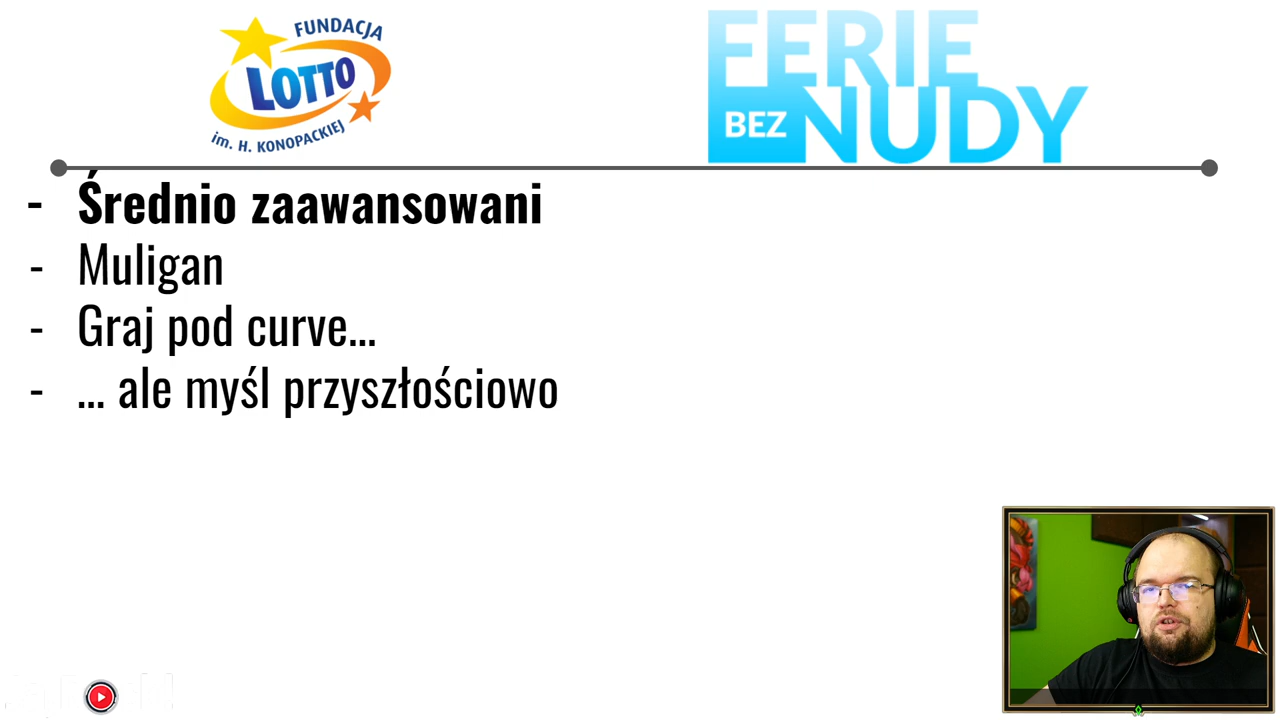 FUNDACJA
LOTTO
im. H. KONOPACKIEJ
FERIE
BEZ NUDY
- Średnio zaawansowani
- Muligan
- Graj pod curve...
- ... ale myśl przyszłościowo